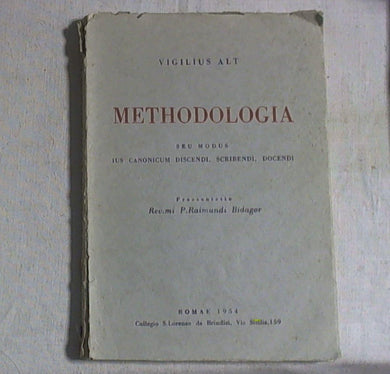 VIGILIUS ALT
METHODOLOGIA
SEU MODUS
IUS CANONICUM DISCENDI, SCRIBENDI, DOCENDI
Praesentatio
Rev.mi P. Raimundi Bidagor
ROMAE 1954
Collegio S. Lorenzo da Brindisi, Via Sicilia, 159